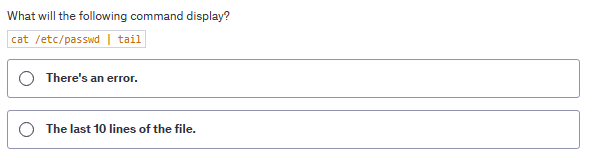 What will the following command display?
cat /etc/passwd | tail
There's an error.
The last 10 lines of the file.